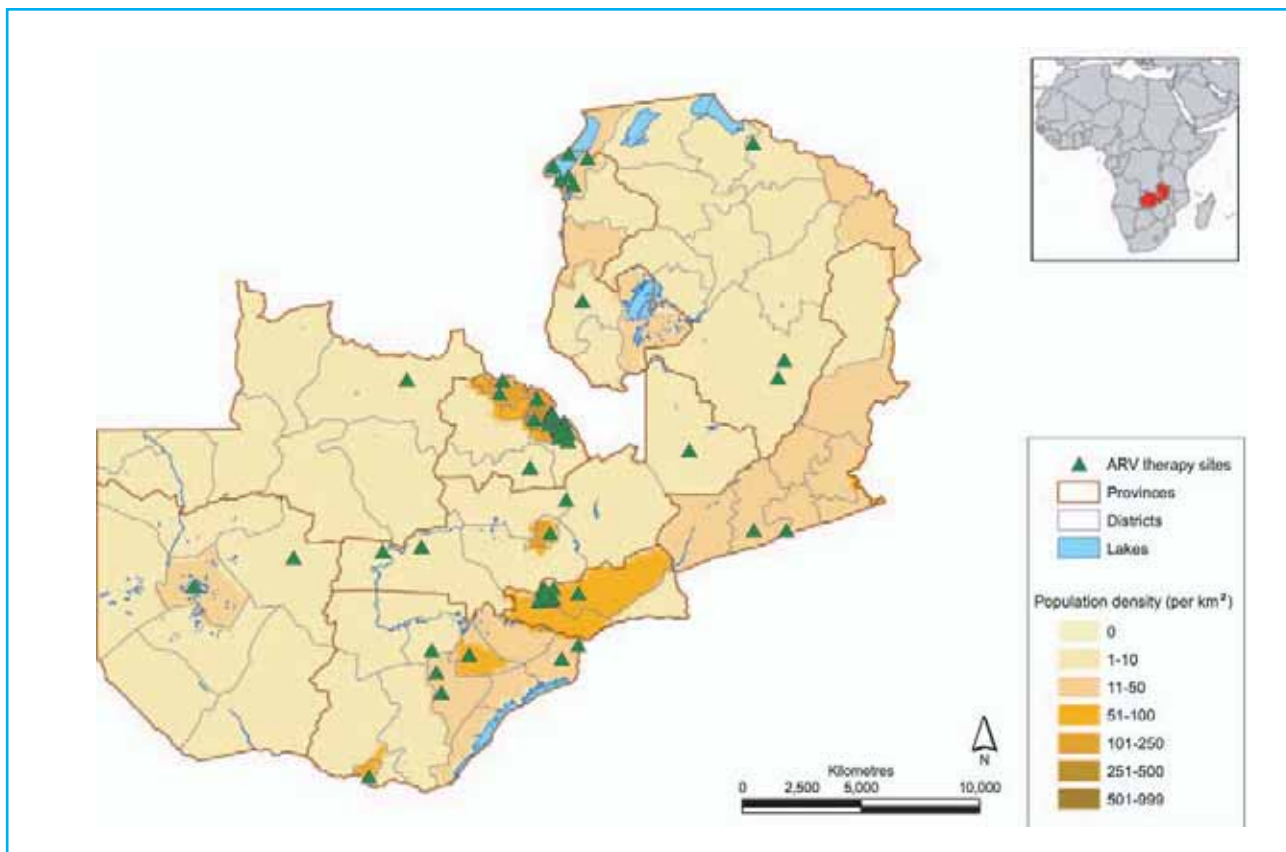 ARV therapy sites
Provinces
Districts
Lakes
Population density (per km²)
0
1-10
11-50
51-100
101-250
251-500
501-999
N
Kilometres
0 2,500 5,000 10,000